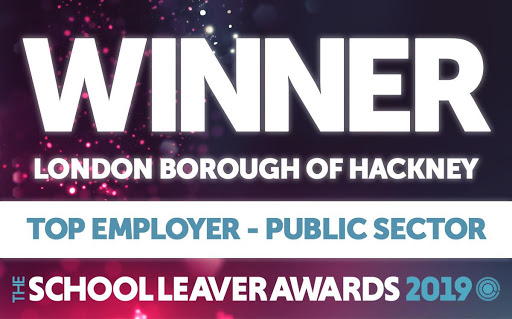 WINNER
LONDON BOROUGH OF HACKNEY
TOP EMPLOYER - PUBLIC SECTOR
THE SCHOOL LEAVER AWARDS 2019